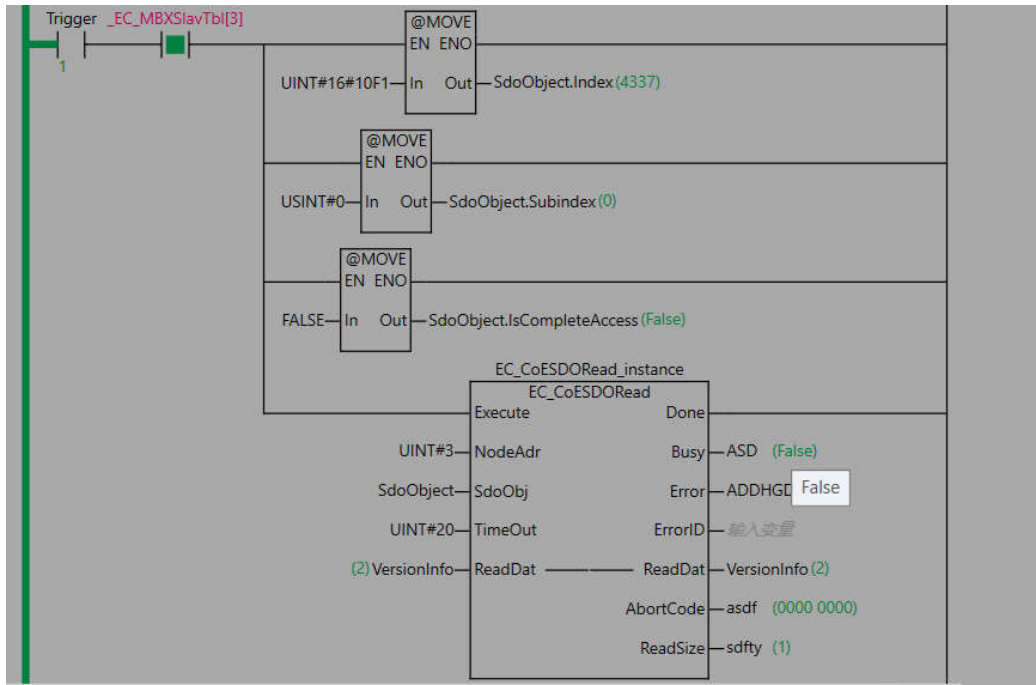 Trigger _EC_MBXSlavTbl[3]
1
@MOVE
EN ENO
UINT#16#10F1 In Out SdoObject.Index (4337)
@MOVE
EN ENO
USINT#0 In Out SdoObject.Subindex (0)
@MOVE
EN ENO
FALSE In Out SdoObject.IsCompleteAccess (False)
EC_CoESDORead_instance
EC_CoESDORead
Execute Done
UINT#3 NodeAdr Busy ASD (False)
SdoObject SdoObj Error ADDHGD False
UINT#20 TimeOut ErrorID 输入变量
(2) VersionInfo ReadDat ReadDat VersionInfo (2)
AbortCode asdf (0000 0000)
ReadSize sdfty (1)